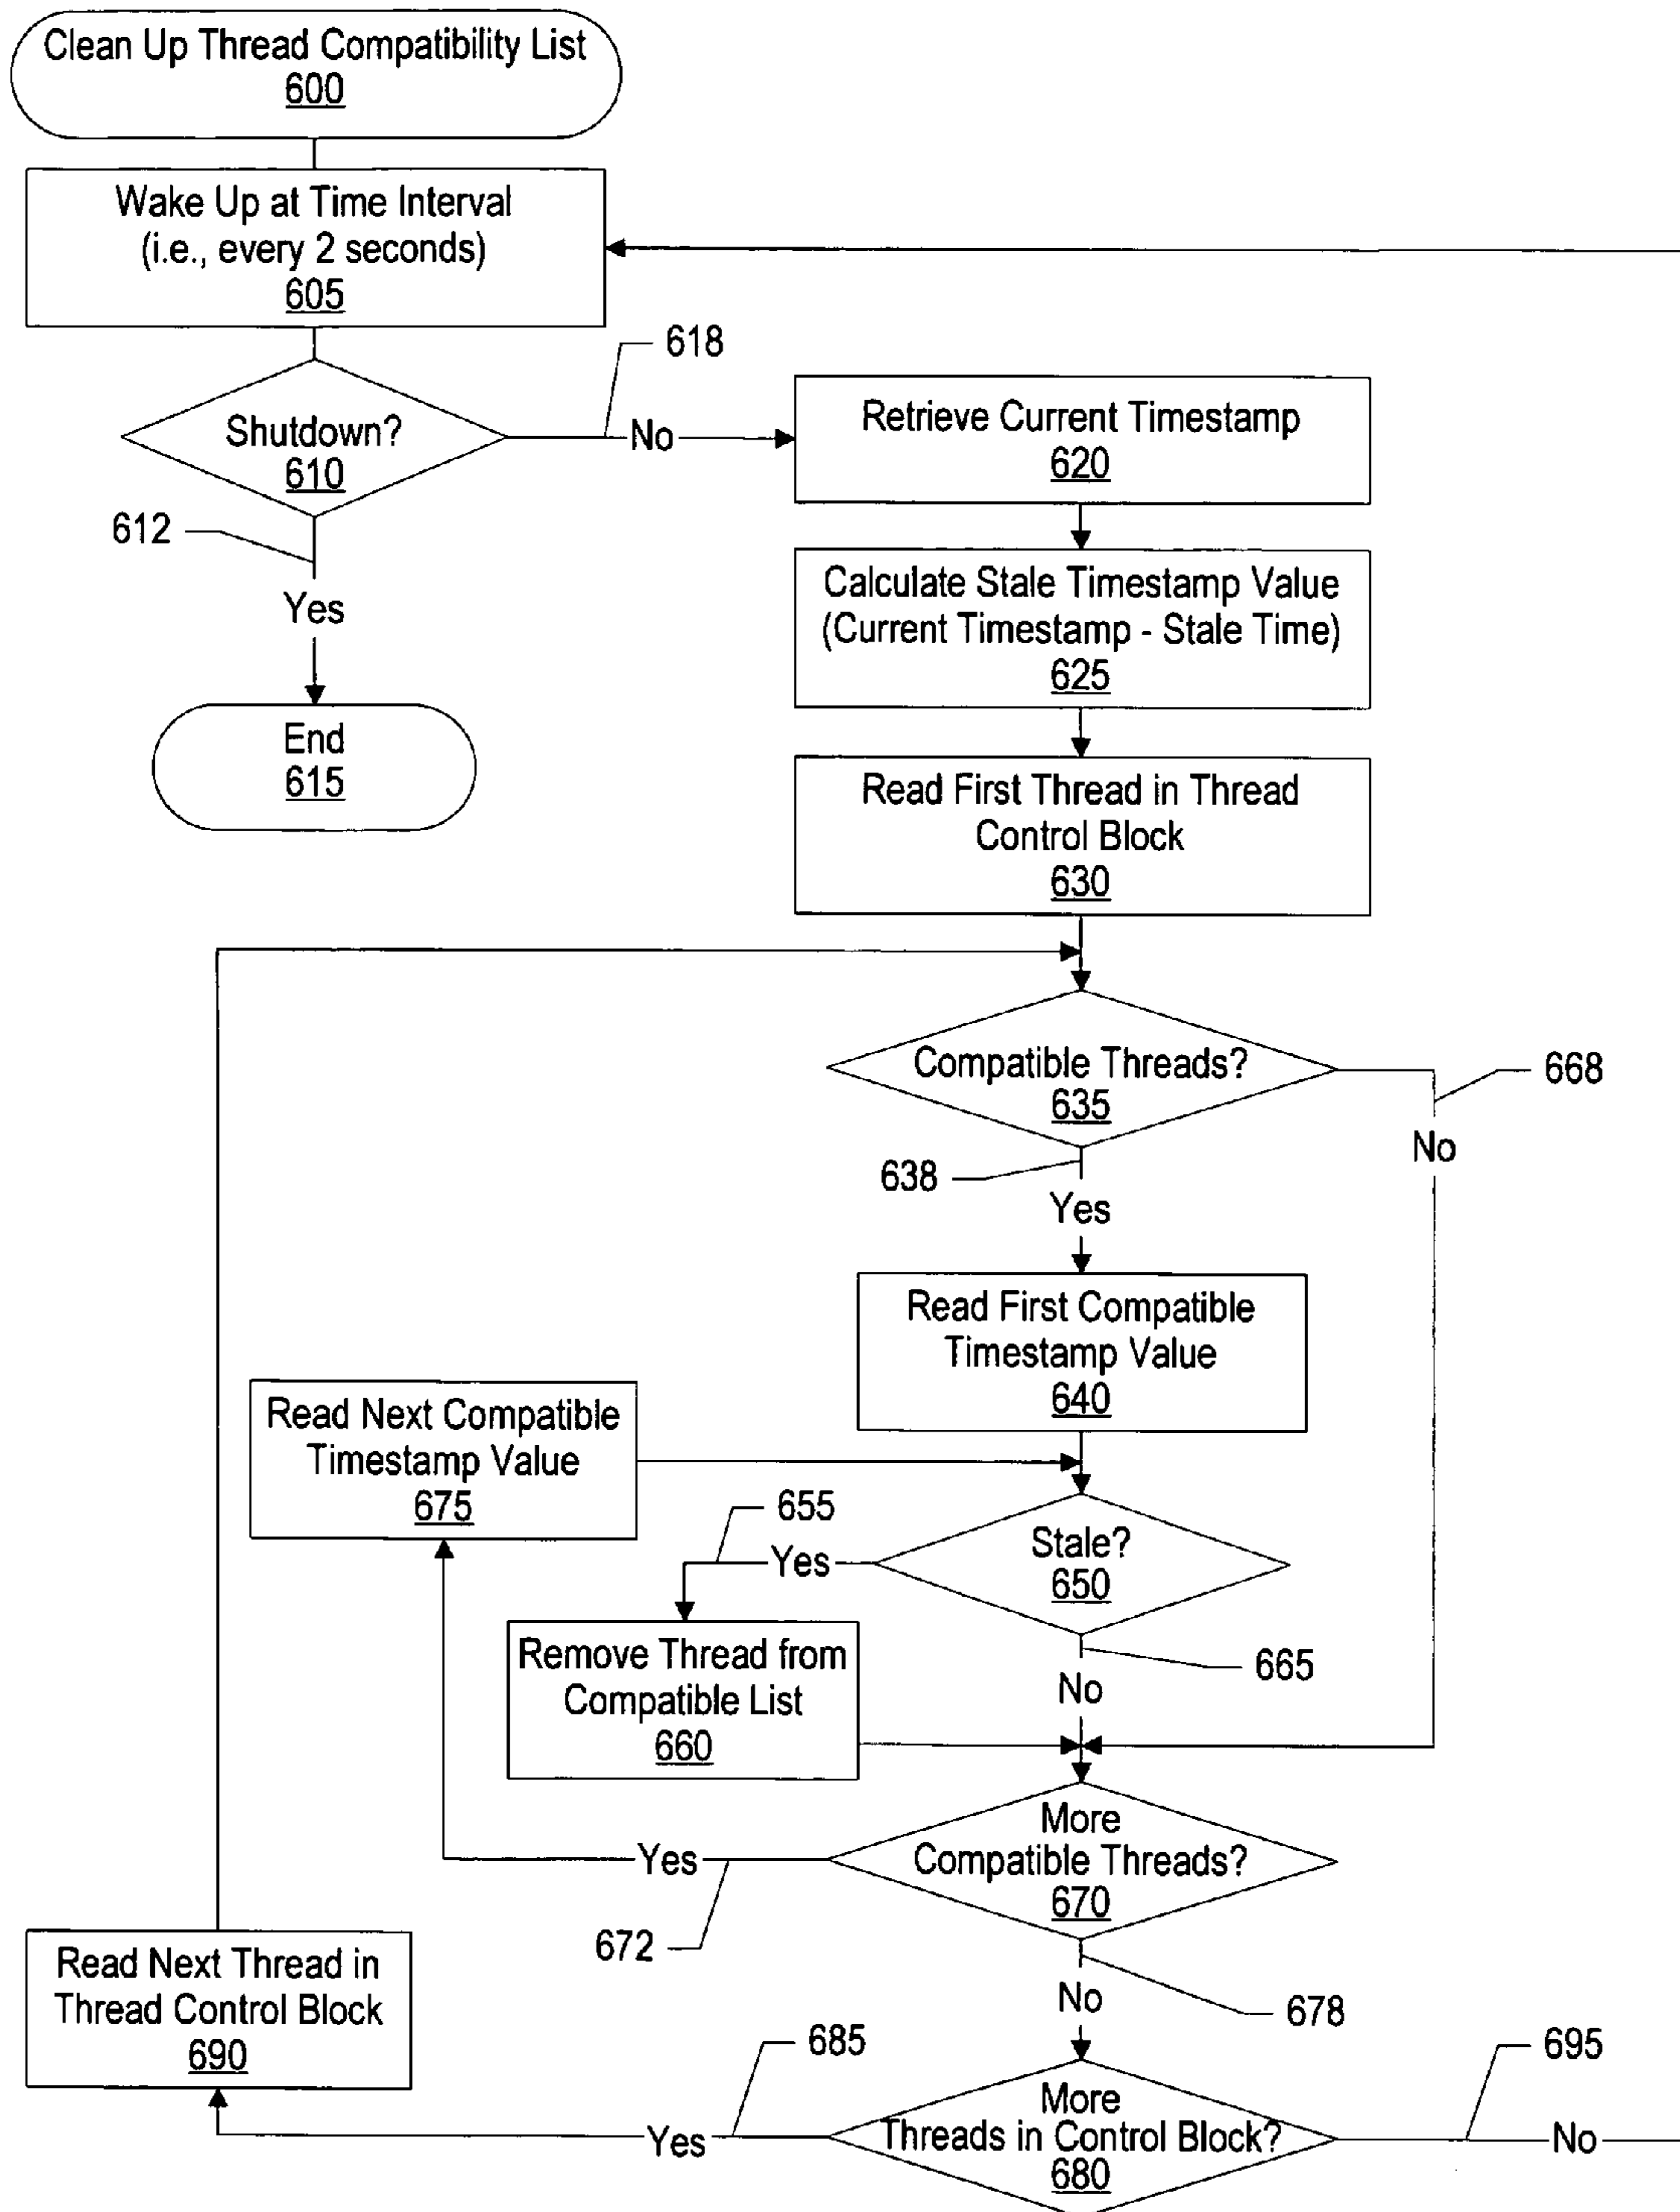 Clean Up Thread Compatibility List
600
Wake Up at Time Interval
(i.e., every 2 seconds)
605
618
Shutdown?
610
No
Retrieve Current Timestamp
620
612
Yes
Calculate Stale Timestamp Value
(Current Timestamp - Stale Time)
625
End
615
Read First Thread in Thread
Control Block
630
Compatible Threads?
635
668
No
638
Yes
Read First Compatible
Timestamp Value
640
Read Next Compatible
Timestamp Value
675
655
Yes
Stale?
650
Remove Thread from
Compatible List
660
665
No
More
Compatible Threads?
670
Yes
672
678
No
Read Next Thread in
Thread Control Block
690
685
Yes
More
Threads in Control Block?
680
695
No